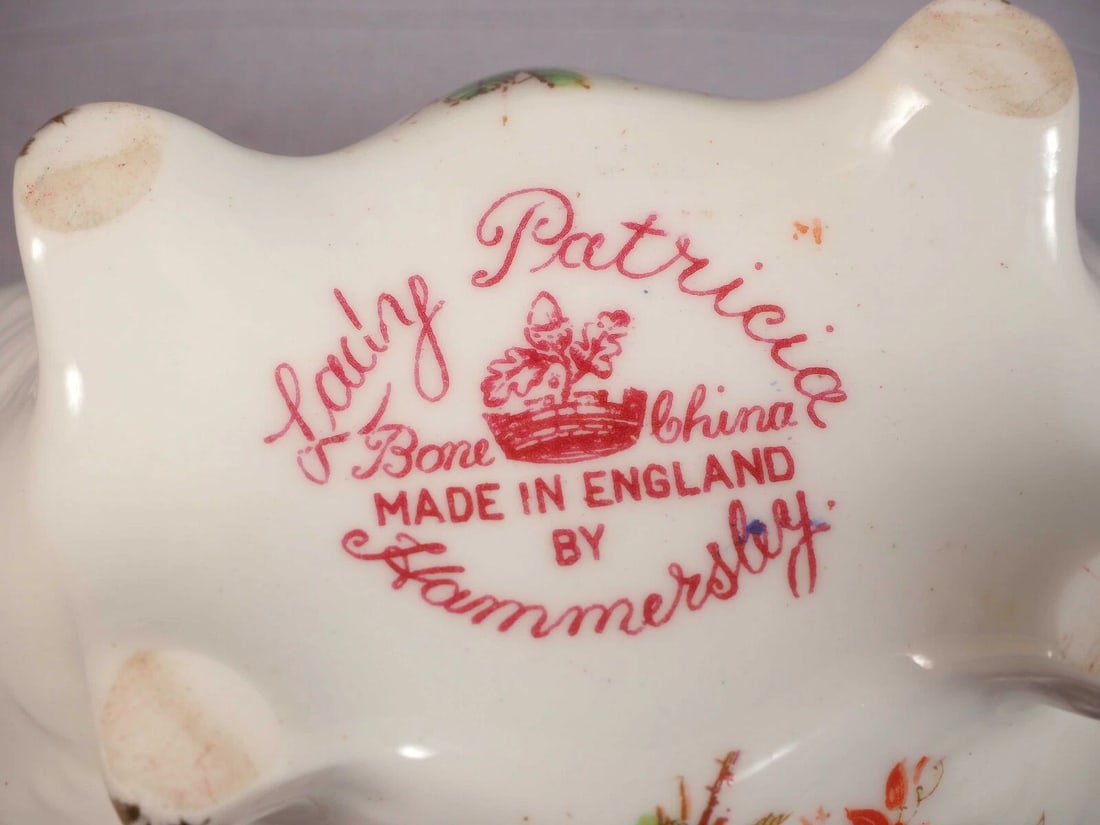 Lady Patricia
Bone China
MADE IN ENGLAND
BY
Hammersley.